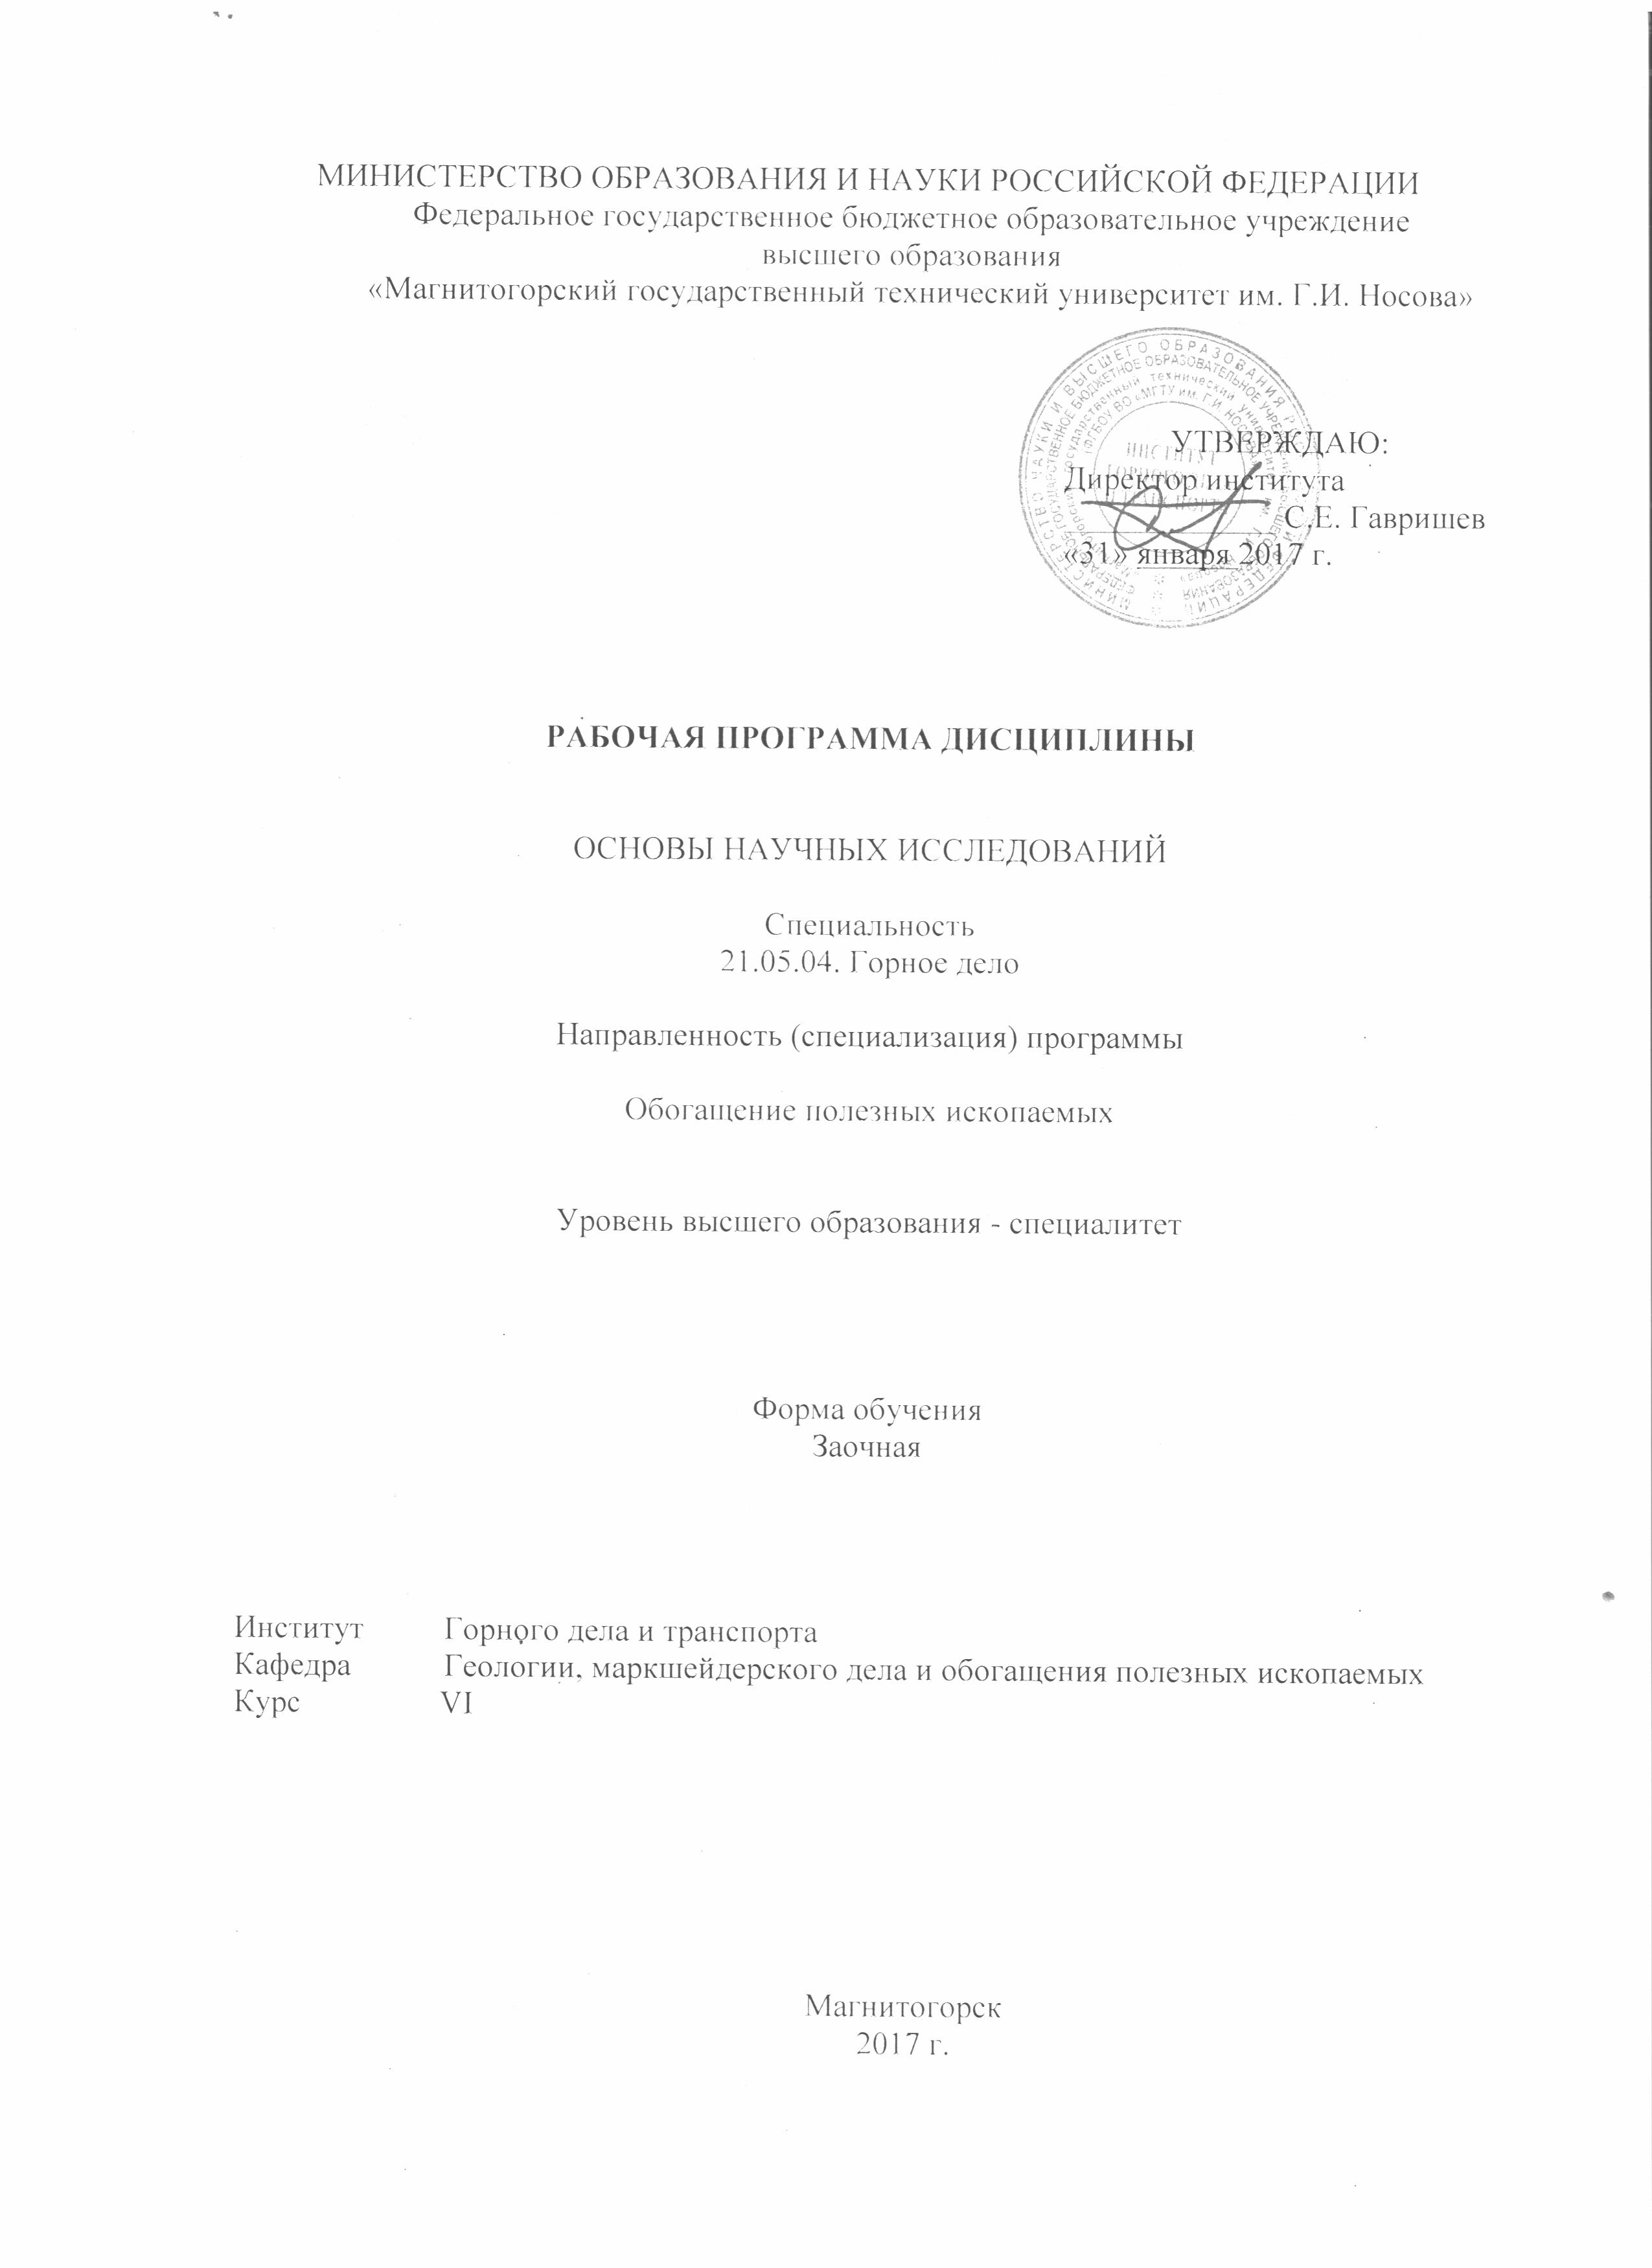 МИНИСТЕРСТВО ОБРАЗОВАНИЯ И НАУКИ РОССИЙСКОЙ ФЕДЕРАЦИИ
Федеральное государственное бюджетное образовательное учреждение
высшего образования
«Магнитогорский государственный технический университет им. Г.И. Носова»
УТВЕРЖДАЮ:
Директор института
С.Е. Гавришев
«31» января 2017 г.
РАБОЧАЯ ПРОГРАММА ДИСЦИПЛИНЫ
ОСНОВЫ НАУЧНЫХ ИССЛЕДОВАНИЙ
Специальность
21.05.04. Горное дело
Направленность (специализация) программы
Обогащение полезных ископаемых
Уровень высшего образования - специалитет
Форма обучения
Заочная
Институт Горного дела и транспорта
Кафедра Геологии, маркшейдерского дела и обогащения полезных ископаемых
Курс VI
Магнитогорск
2017 г.